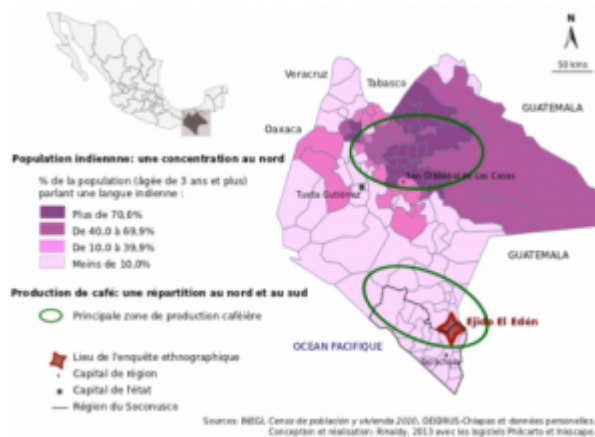 N
50 kms
Veracruz
Tabasco
GUATEMALA
Oaxaca
Population indienne: une concentration au nord
% de la population (âgée de 3 ans et plus)
parlant une langue indienne :
San Cristobal de Las Casas
Tuxtla Gutiérrez
Plus de 70,0%
De 40,0 à 69,9%
De 10,0 à 39,9%
Moins de 10,0%
GUATEMALA
Production de café: une répartition au nord et au sud
Principale zone de production caféière
Ejido El Edén
OCEAN PACIFIQUE
Lieu de l'enquête ethnographique
Capital de région
Capital de l'état
Région du Soconusco
Sources: INEGI, Censo de población y vivienda 2010, OEIDRUS-Chiapas et données personnelles.
Conception et réalisation: Rinaldy, 2013 avec les logiciels Philcarto et Inkscape.